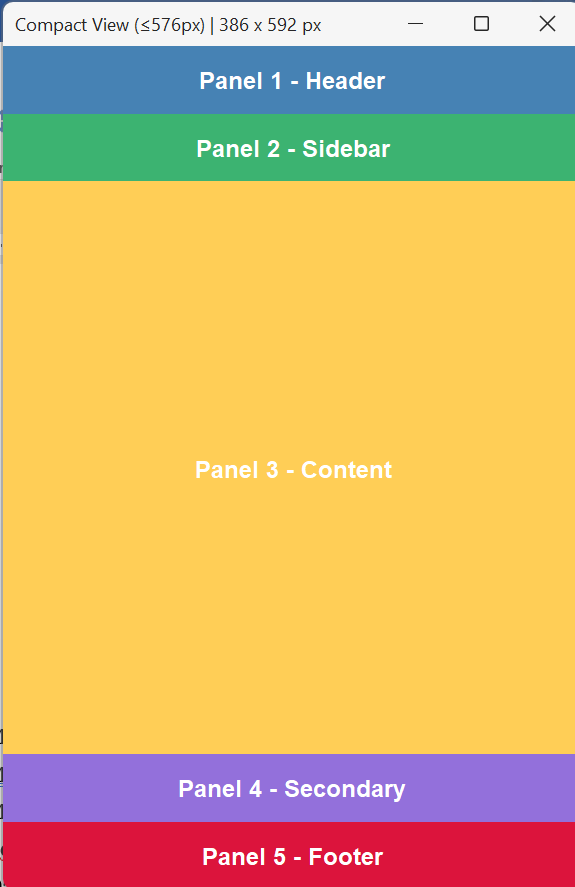 Compact View (≤576px) | 386 x 592 px
Panel 1 - Header
Panel 2 - Sidebar
Panel 3 - Content
Panel 4 - Secondary
Panel 5 - Footer